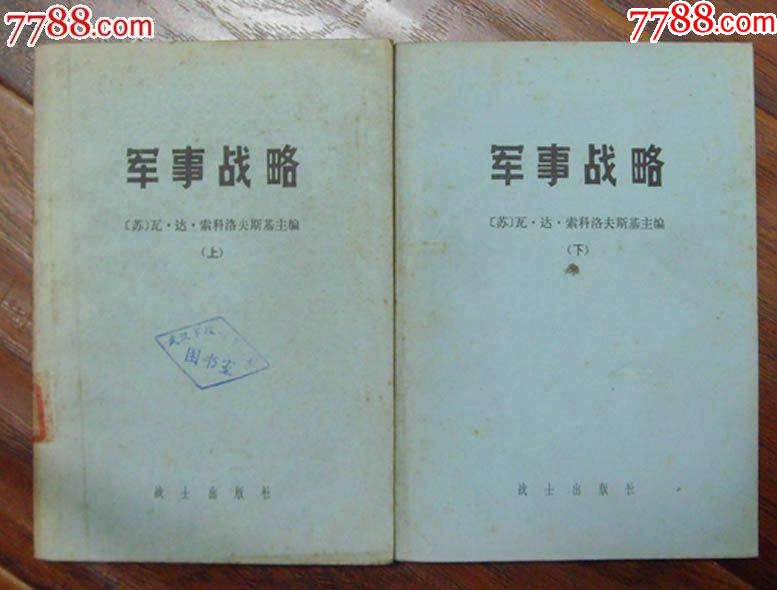 7788.com
7788.com
军事战略
〔苏〕瓦·达·索科洛夫斯基主编
（上）
图书室
战士出版社
军事战略
〔苏〕瓦·达·索科洛夫斯基主编
（下）
战士出版社